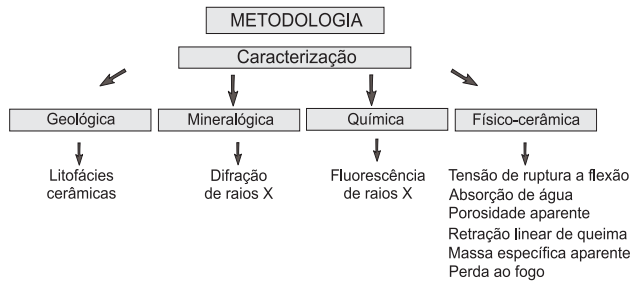 METODOLOGIA
Caracterização
Geológica
Mineralógica
Química
Físico-cerâmica
Litofácies
cerâmicas
Difração
de raios X
Fluorescência
de raios X
Tensão de ruptura a flexão
Absorção de água
Porosidade aparente
Retração linear de queima
Massa específica aparente
Perda ao fogo